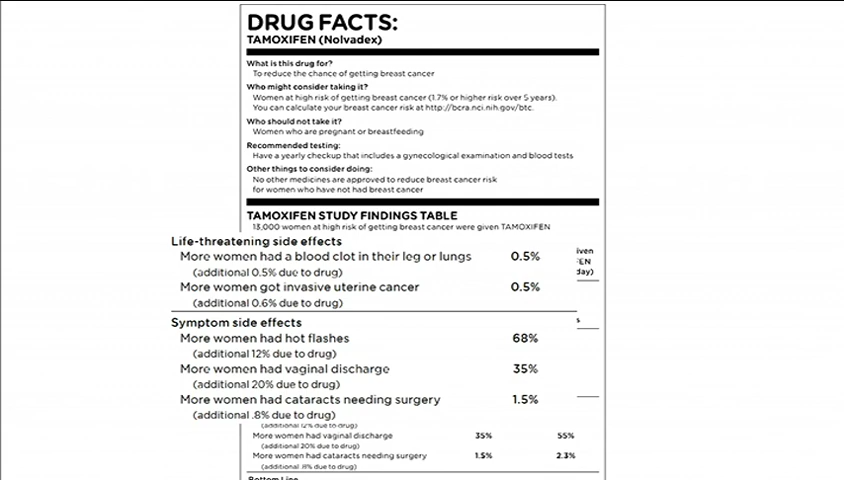 DRUG FACTS:
TAMOXIFEN (Nolvadex)
What is this drug for?
To reduce the chance of getting breast cancer
Who might consider taking it?
Women at high risk of getting breast cancer (1.7% or higher risk over 5 years).
You can calculate your breast cancer risk at http://bcra.nci.nih.gov/btc.
Who should not take it?
Women who are pregnant or breastfeeding
Recommended testing:
Have a yearly checkup that includes a gynecological examination and blood tests
Other things to consider doing:
No other medicines are approved to reduce breast cancer risk
for women who have not had breast cancer
TAMOXIFEN STUDY FINDINGS TABLE
13,000 women at high risk of getting breast cancer were given TAMOXIFEN
Life-threatening side effects
More women had a blood clot in their leg or lungs 0.5%
(additional 0.5% due to drug)
More women got invasive uterine cancer 0.5%
(additional 0.6% due to drug)
Symptom side effects
More women had hot flashes 68%
(additional 12% due to drug)
More women had vaginal discharge 35%
(additional 20% due to drug)
More women had cataracts needing surgery 1.5%
(additional .8% due to drug)
(additional 12% due to drug)
More women had vaginal discharge 35% 55%
(additional 20% due to drug)
More women had cataracts needing surgery 1.5% 2.3%
(additional .8% due to drug)
Bottom Line